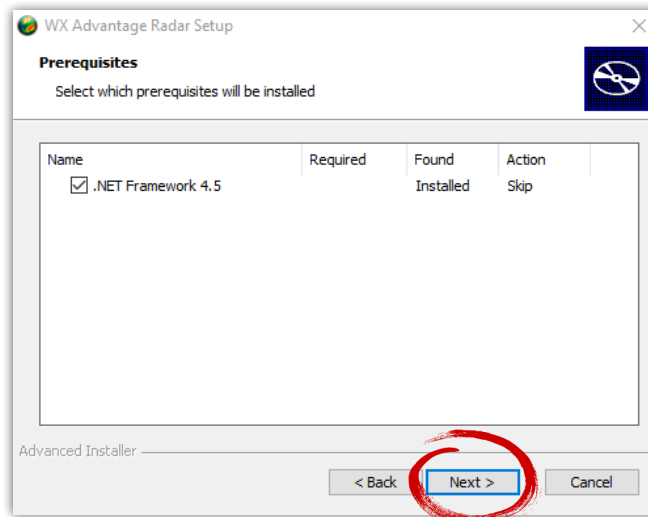 WX Advantage Radar Setup
Prerequisites
Select which prerequisites will be installed
Name Required Found Action
.NET Framework 4.5 Installed Skip
Advanced Installer
< Back Next > Cancel